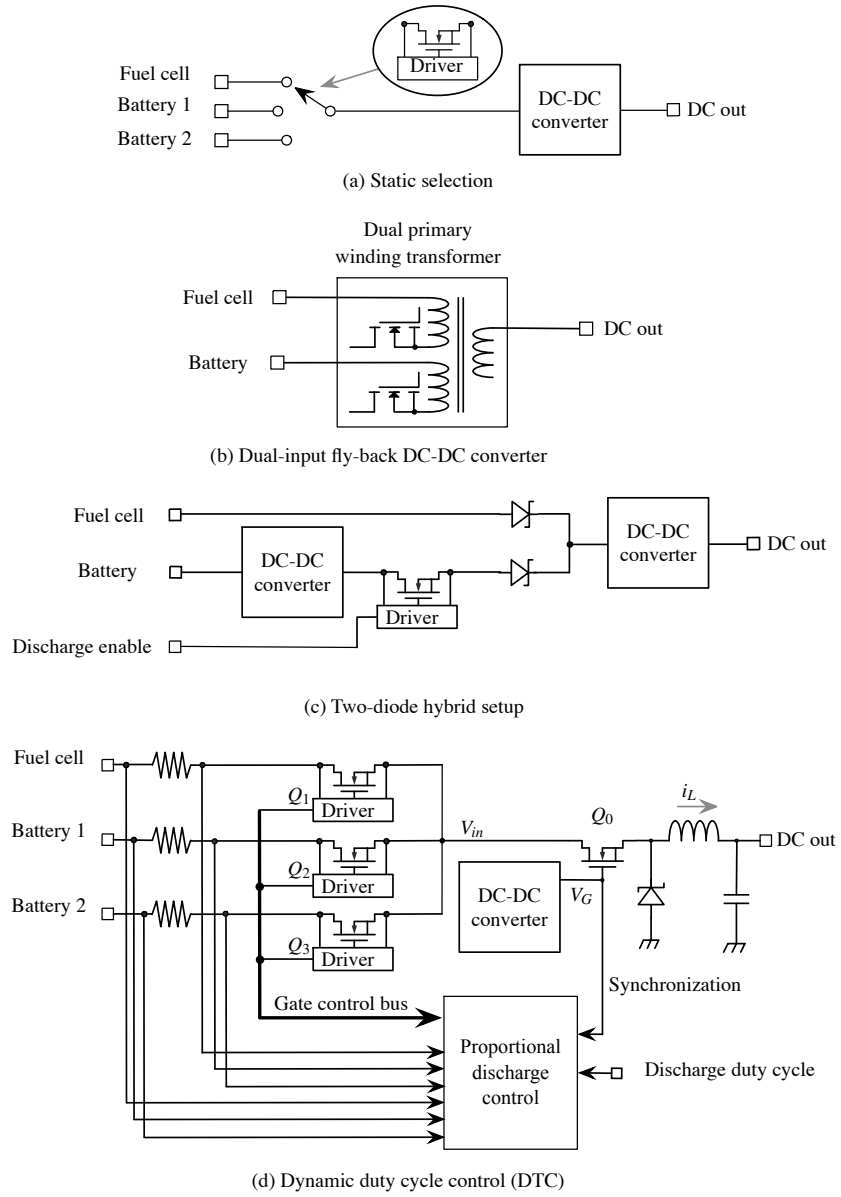 Driver
Fuel cell
Battery 1
Battery 2
DC-DC
converter
DC out
(a) Static selection
Dual primary
winding transformer
Fuel cell
Battery
DC out
(b) Dual-input fly-back DC-DC converter
Fuel cell
Battery
DC-DC
converter
Driver
Discharge enable
DC-DC
converter
DC out
(c) Two-diode hybrid setup
Fuel cell
Battery 1
Battery 2
Q1
Driver
Q2
Driver
Q3
Driver
Vin
Q0
iL
DC out
DC-DC
converter
VG
Synchronization
Gate control bus
Proportional
discharge
control
Discharge duty cycle
(d) Dynamic duty cycle control (DTC)